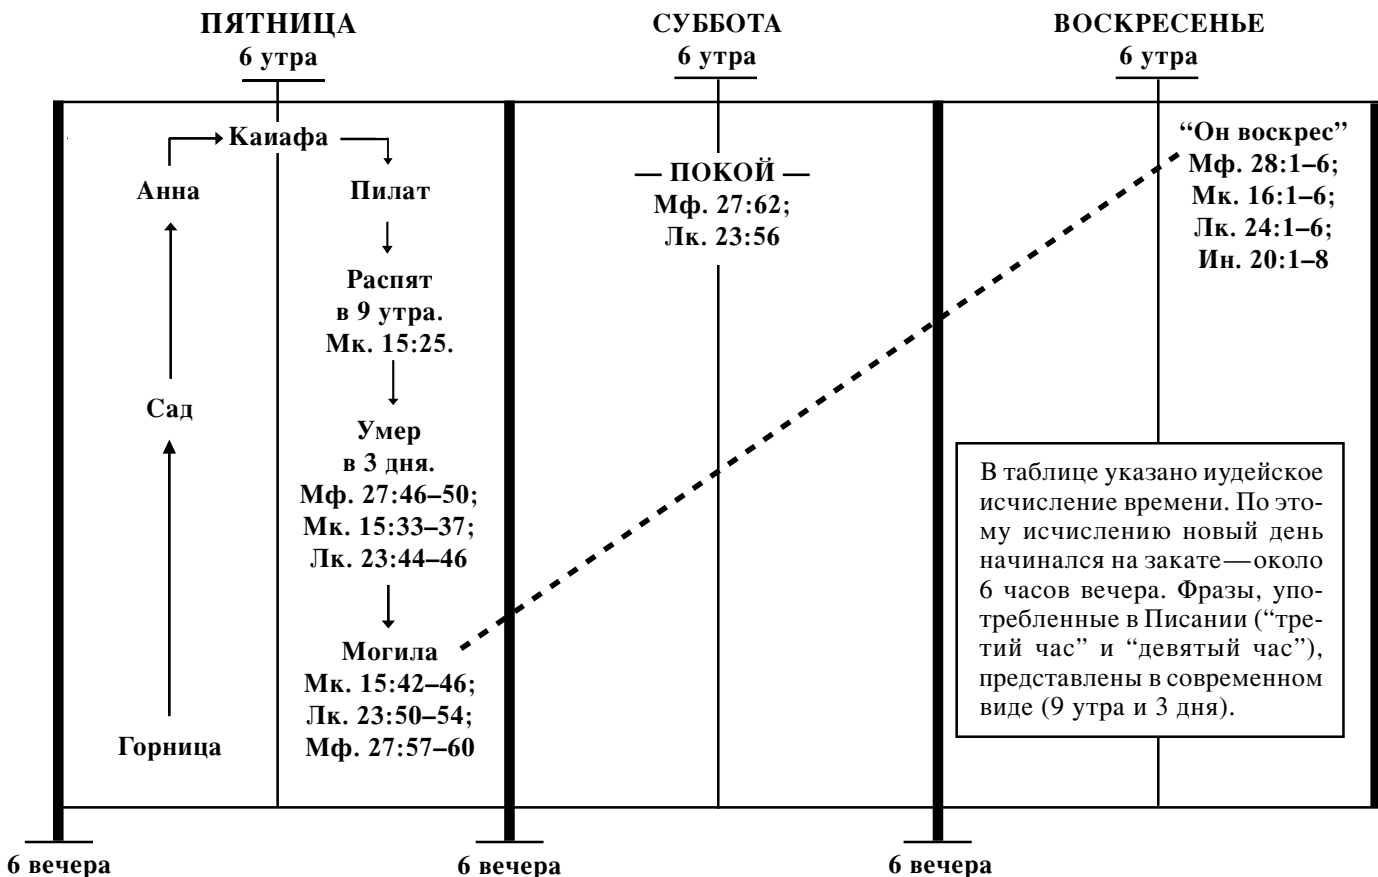 ПЯТНИЦА
6 утра
СУББОТА
6 утра
ВОСКРЕСЕНЬЕ
6 утра
Каиафа
Анна
Пилат
Распят
в 9 утра.
Мк. 15:25.
Сад
Умер
в 3 дня.
Мф. 27:46–50;
Мк. 15:33–37;
Лк. 23:44–46
Могила
Мк. 15:42–46;
Лк. 23:50–54;
Мф. 27:57–60
Горница
— ПОКОЙ —
Мф. 27:62;
Лк. 23:56
“Он воскрес”
Мф. 28:1–6;
Мк. 16:1–6;
Лк. 24:1–6;
Ин. 20:1–8
В таблице указано иудейское
исчисление времени. По это-
му исчислению новый день
начинался на закате—около
6 часов вечера. Фразы, упо-
требленные в Писании (“тре-
тий час” и “девятый час”),
представлены в современном
виде (9 утра и 3 дня).
6 вечера
6 вечера
6 вечера